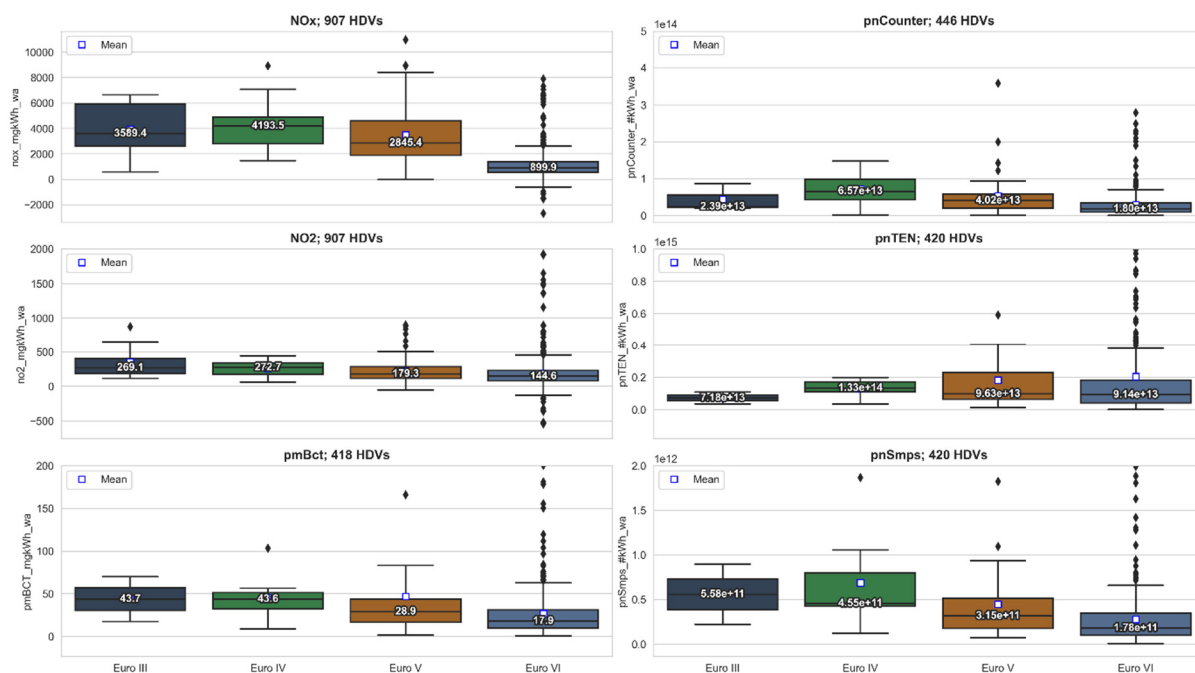 NOx; 907 HDVs
Mean
nox_mgkWh_wa
10000
8000
6000
4000
2000
0
−2000
3589.4
4193.5
2845.4
899.9
pnCounter; 446 HDVs
1e14
Mean
pnCounter_#kWh_wa
5
4
3
2
1
0
2.39e+13
6.57e+13
4.02e+13
1.80e+13
NO2; 907 HDVs
Mean
no2_mgkWh_wa
2000
1500
1000
500
0
−500
269.1
272.7
179.3
144.6
pnTEN; 420 HDVs
1e15
Mean
pnTEN_#kWh_wa
1.0
0.8
0.6
0.4
0.2
0.0
7.18e+13
1.33e+14
9.63e+13
9.14e+13
pmBct; 418 HDVs
Mean
pmBCT_mgkWh_wa
200
150
100
50
0
43.7
43.6
28.9
17.9
Euro III
Euro IV
Euro V
Euro VI
pnSmps; 420 HDVs
1e12
Mean
pnSmps_#kWh_wa
2.0
1.5
1.0
0.5
0.0
5.58e+11
4.55e+11
3.15e+11
1.78e+11
Euro III
Euro IV
Euro V
Euro VI